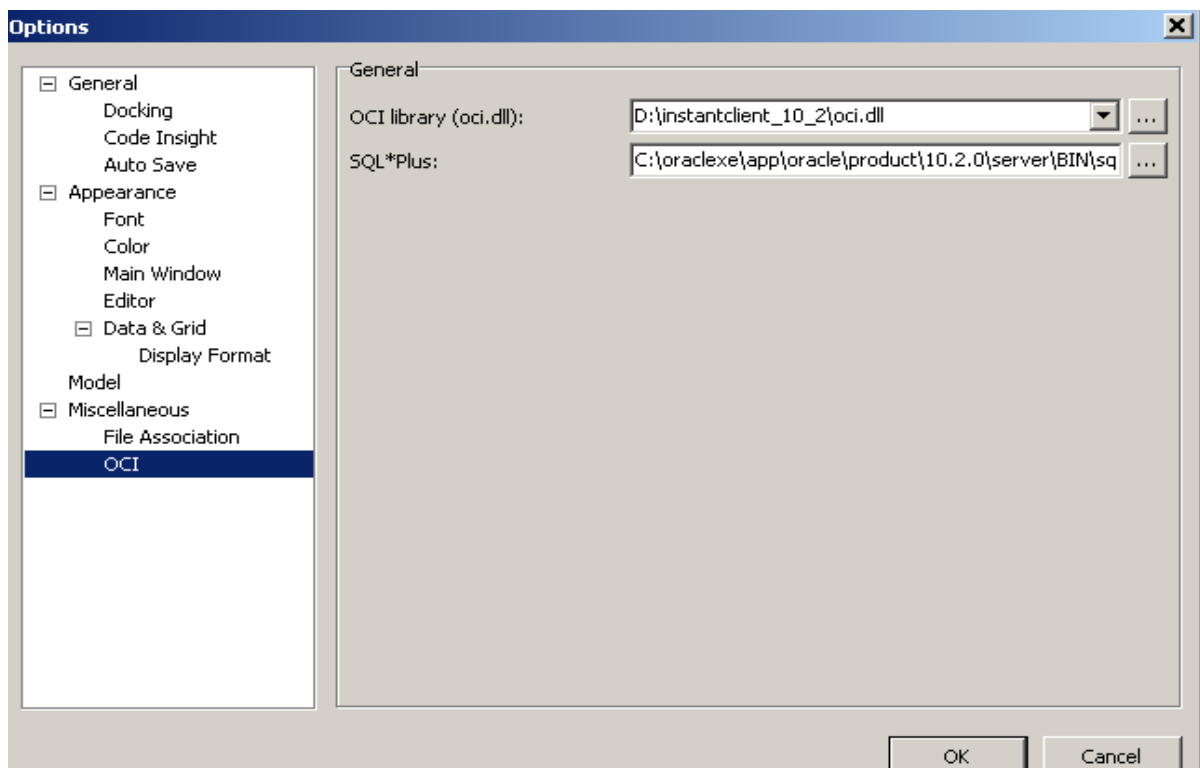 Options
General
Docking
Code Insight
Auto Save
Appearance
Font
Color
Main Window
Editor
Data & Grid
Display Format
Model
Miscellaneous
File Association
OCI
General
OCI library (oci.dll):
D:\instantclient_10_2\oci.dll
...
SQL*Plus:
C:\oraclexe\app\oracle\product\10.2.0\server\BIN\sq
...
OK
Cancel